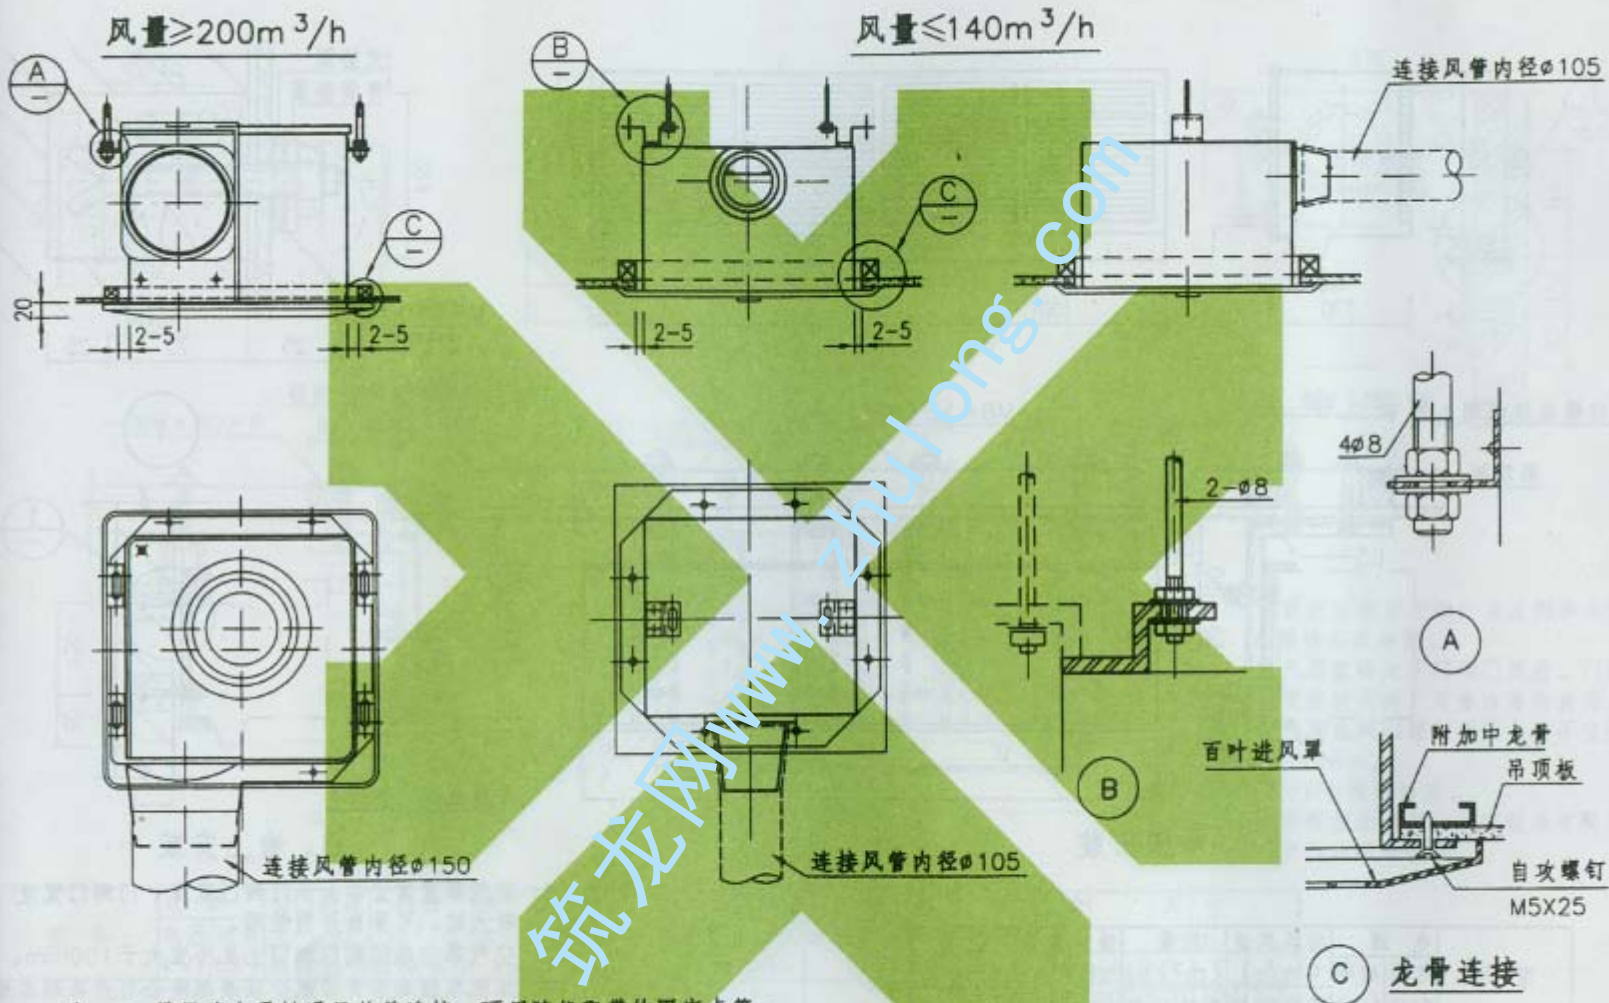 风量≥200m³/h
风量≤140m³/h
A
—
B
—
C
—
C
—
连接风管内径ø105
20
2-5
2-5
2-5
2-5
4ø8
2-ø8
A
B
连接风管内径ø150
连接风管内径ø105
百叶进风罩
附加中龙骨
吊顶板
自攻螺钉
M5X25
C 龙骨连接
筑龙网www.zhulong.com